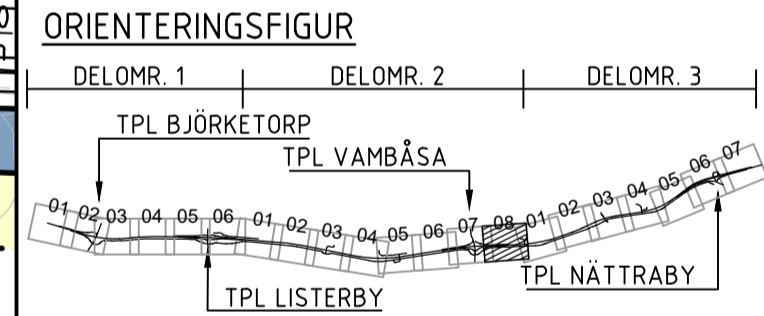 ORIENTERINGSFIGUR
DELOMR. 1 DELOMR. 2 DELOMR. 3
TPL BJÖRKETORP
TPL VAMBÅSA
01 02 03 04 05 06 01 02 03 04 05 06 07 08 01 02 03 04 05 06 07
TPL LISTERBY
TPL NÄTTRABY